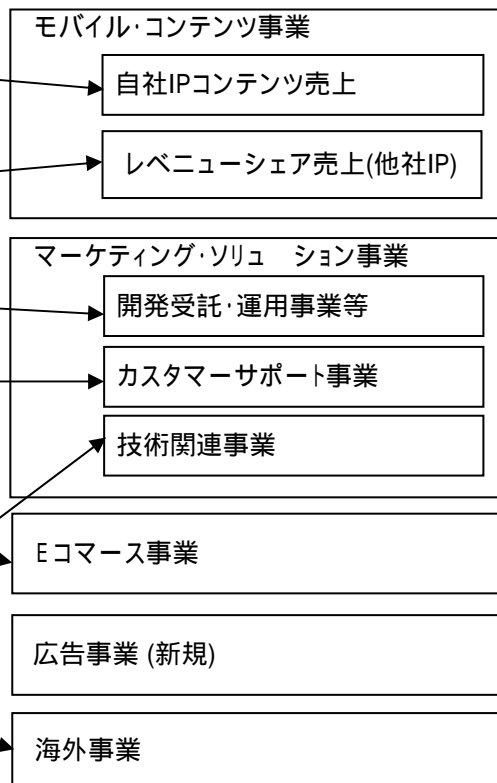 モバイル･コンテンツ事業
自社IPコンテンツ売上
レベニューシェア売上(他社IP)
マーケティング･ソリュ　ション事業
開発受託･運用事業等
カスタマーサポート事業
技術関連事業
Eコマース事業
広告事業 (新規)
海外事業